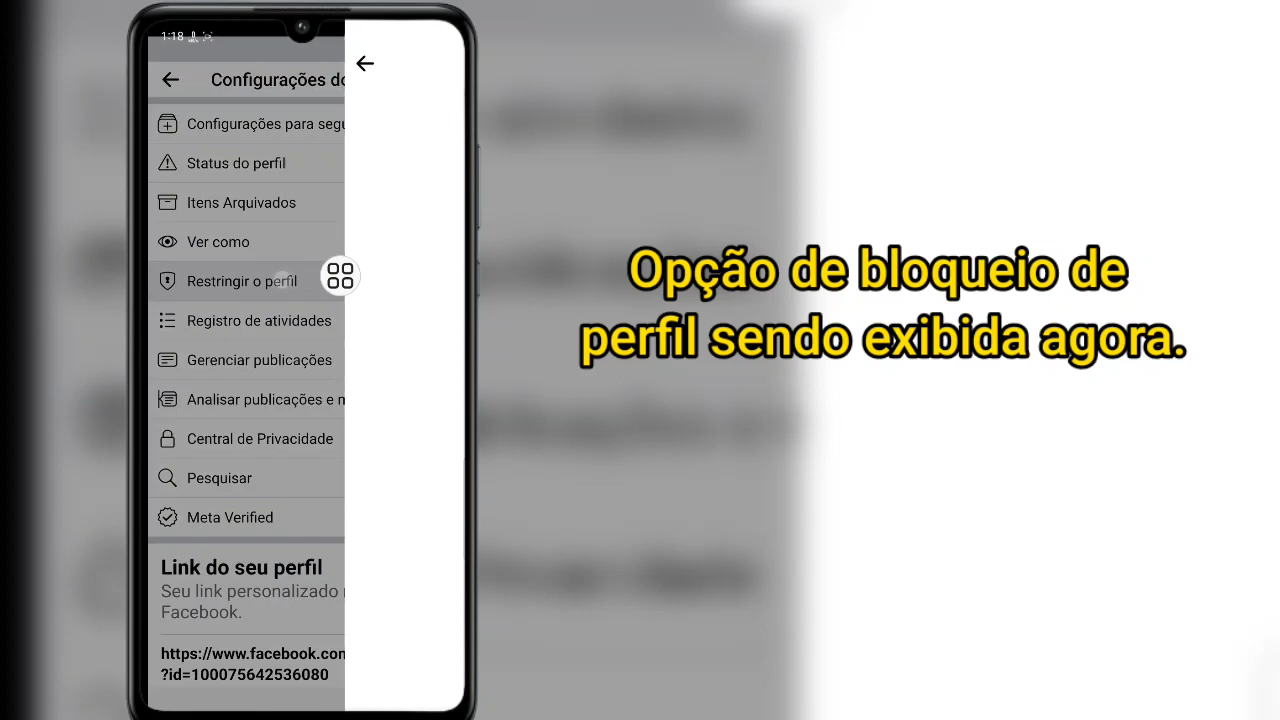 1:18
Configurações do
Configurações para segu
Status do perfil
Itens Arquivados
Ver como
Restringir o perfil
Registro de atividades
Gerenciar publicações
Analisar publicações e m
Central de Privacidade
Pesquisar
Meta Verified
Link do seu perfil
Seu link personalizado
Facebook.
https://www.facebook.com
?id=100075642536080
Opção de bloqueio de
perfil sendo exibida agora.